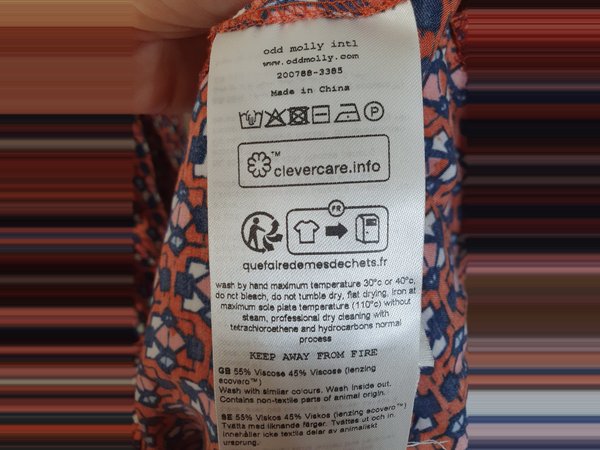 odd molly intl
www.oddmolly.com
200788-3385
Made in China
P
™
clevercare.info
FR
quefairedemesdechets.fr
wash by hand maximum temperature 30°c or 40°c,
do not bleach, do not tumble dry, flat drying, iron at
maximum sole plate temperature (110°c) without
steam, professional dry cleaning with
tetrachloroethene and hydrocarbons normal
process
KEEP AWAY FROM FIRE
GB 55% Viscose 45% Viscose (lenzing
ecovero™)
Wash with similar colours. Wash inside out.
Contains non-textile parts of animal origin.
SE 55% Viskos 45% Viskos (lenzing ecovero™)
Tvätta med liknande färger. Tvättas ut och in
Innehåller icke textila delar av animaliskt
ursprung.